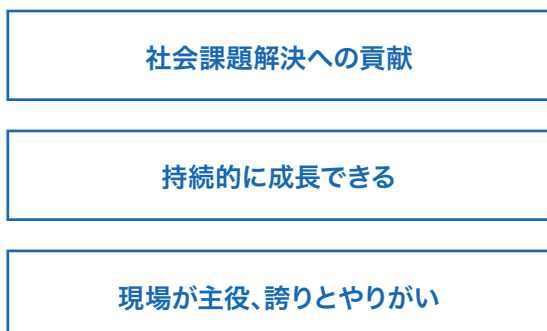 社会課題解決への貢献
持続的に成長できる
現場が主役、誇りとやりがい